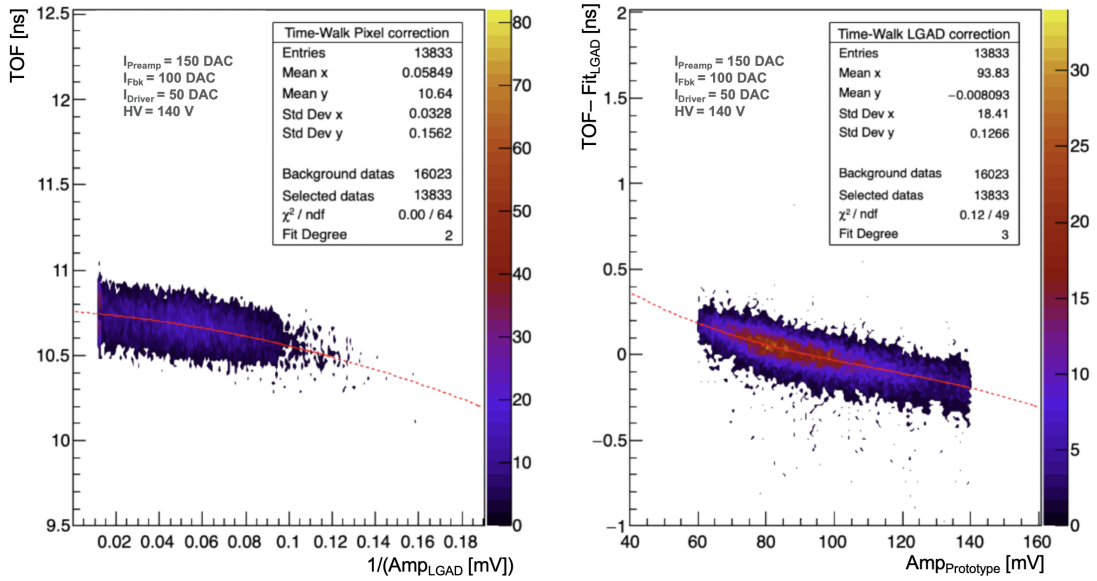 TOF [ns]
12.5
12
11.5
11
10.5
10
9.5
I_Preamp = 150 DAC
I_Fbk = 100 DAC
I_Driver = 50 DAC
HV = 140 V
Time-Walk Pixel correction
Entries 13833
Mean x 0.05849
Mean y 10.64
Std Dev x 0.0328
Std Dev y 0.1562
Background datas 16023
Selected datas 13833
χ² / ndf 0.00 / 64
Fit Degree 2
0.02 0.04 0.06 0.08 0.1 0.12 0.14 0.16 0.18
1/(Amp_LGAD [mV])
80
70
60
50
40
30
20
10
0
TOF– Fit_LGAD [ns]
2
1.5
1
0.5
0
−0.5
−1
I_Preamp = 150 DAC
I_Fbk = 100 DAC
I_Driver = 50 DAC
HV = 140 V
Time-Walk LGAD correction
Entries 13833
Mean x 93.83
Mean y −0.008093
Std Dev x 18.41
Std Dev y 0.1266
Background datas 16023
Selected datas 13833
χ² / ndf 0.12 / 49
Fit Degree 3
40 60 80 100 120 140 160
Amp_Prototype [mV]
30
25
20
15
10
5
0